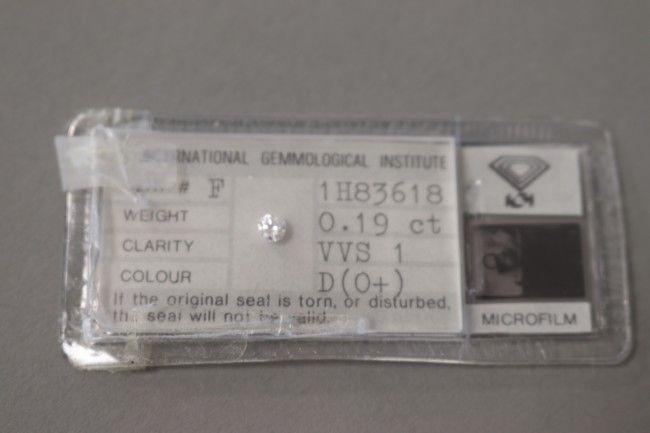 INTERNATIONAL GEMMOLOGICAL INSTITUTE
# F 1H83618
WEIGHT 0.19 ct
CLARITY VVS 1
COLOUR D(0+)
If the original seal is torn, or disturbed,
the seal will not be valid.
MICROFILM